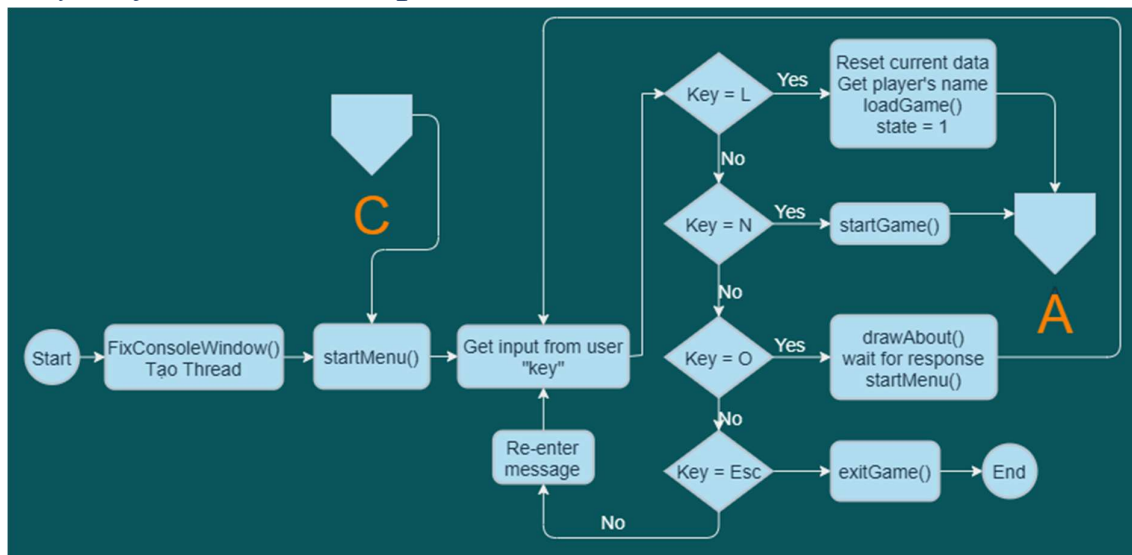 Key = L
Yes
Reset current data
Get player's name
loadGame()
state = 1
C
No
Key = N
Yes
startGame()
A
No
Start
FixConsoleWindow()
Tạo Thread
startMenu()
Get input from user
"key"
Key = O
Yes
drawAbout()
wait for response
startMenu()
No
Re-enter
message
Key = Esc
exitGame()
End
No